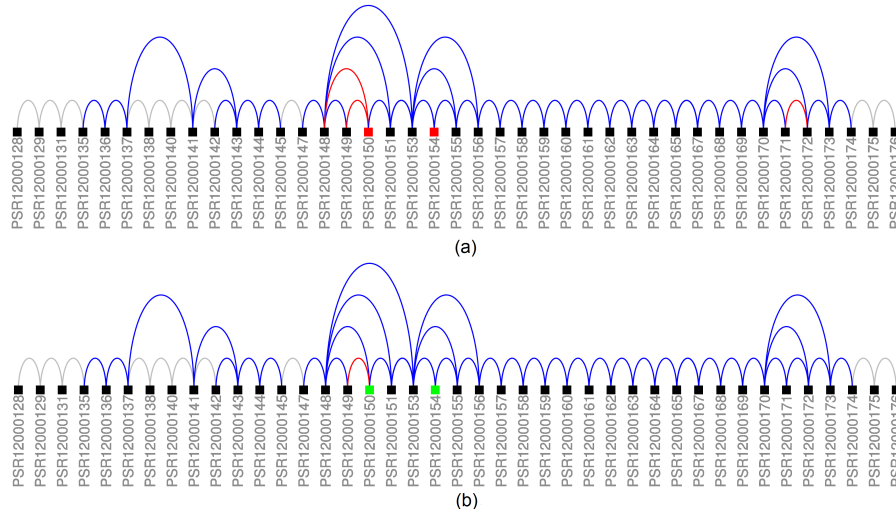 PSR12000128
PSR12000129
PSR12000131
PSR12000135
PSR12000136
PSR12000137
PSR12000138
PSR12000140
PSR12000141
PSR12000142
PSR12000143
PSR12000144
PSR12000145
PSR12000147
PSR12000148
PSR12000149
PSR12000150
PSR12000151
PSR12000153
PSR12000154
PSR12000155
PSR12000156
PSR12000157
PSR12000158
PSR12000159
PSR12000160
PSR12000161
PSR12000162
PSR12000163
PSR12000164
PSR12000165
PSR12000167
PSR12000168
PSR12000169
PSR12000170
PSR12000171
PSR12000172
PSR12000173
PSR12000174
PSR12000175
PSR12000176
(a)
PSR12000128
PSR12000129
PSR12000131
PSR12000135
PSR12000136
PSR12000137
PSR12000138
PSR12000140
PSR12000141
PSR12000142
PSR12000143
PSR12000144
PSR12000145
PSR12000147
PSR12000148
PSR12000149
PSR12000150
PSR12000151
PSR12000153
PSR12000154
PSR12000155
PSR12000156
PSR12000157
PSR12000158
PSR12000159
PSR12000160
PSR12000161
PSR12000162
PSR12000163
PSR12000164
PSR12000165
PSR12000167
PSR12000168
PSR12000169
PSR12000170
PSR12000171
PSR12000172
PSR12000173
PSR12000174
PSR12000175
PSR12000176
(b)